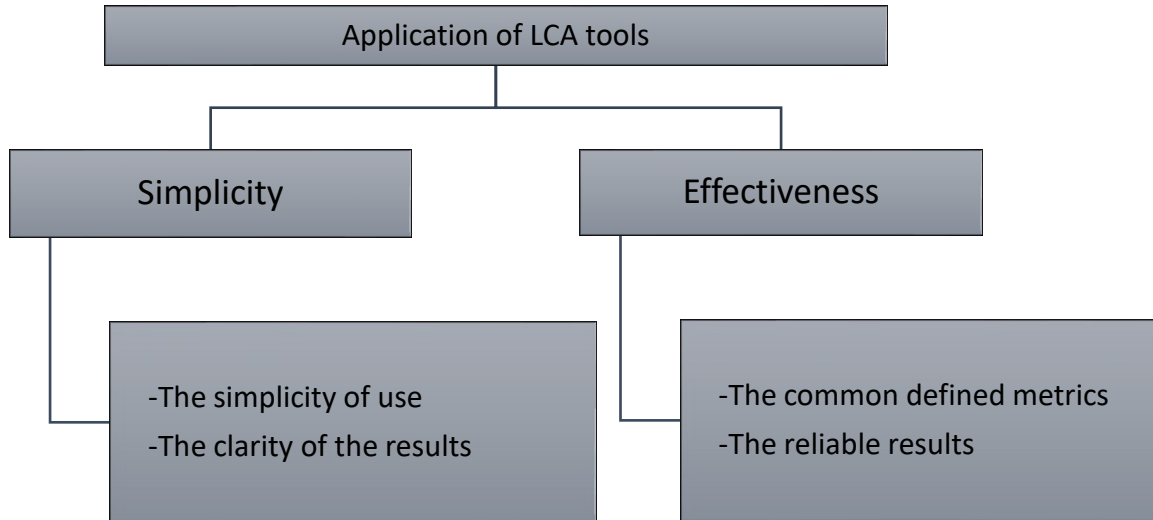 Application of LCA tools
Simplicity
Effectiveness
-The simplicity of use
-The clarity of the results
-The common defined metrics
-The reliable results